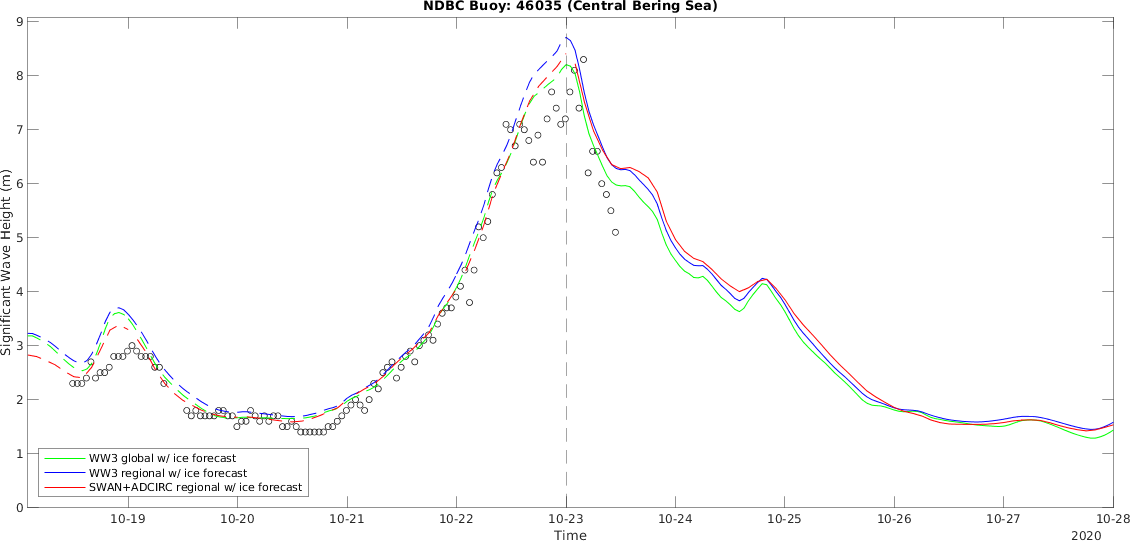 NDBC Buoy: 46035 (Central Bering Sea)
9
8
7
6
5
4
3
2
1
0
Significant Wave Height (m)
WW3 global w/ ice forecast
WW3 regional w/ ice forecast
SWAN+ADCIRC regional w/ ice forecast
10-19 10-20 10-21 10-22 10-23 10-24 10-25 10-26 10-27 10-28
Time
2020